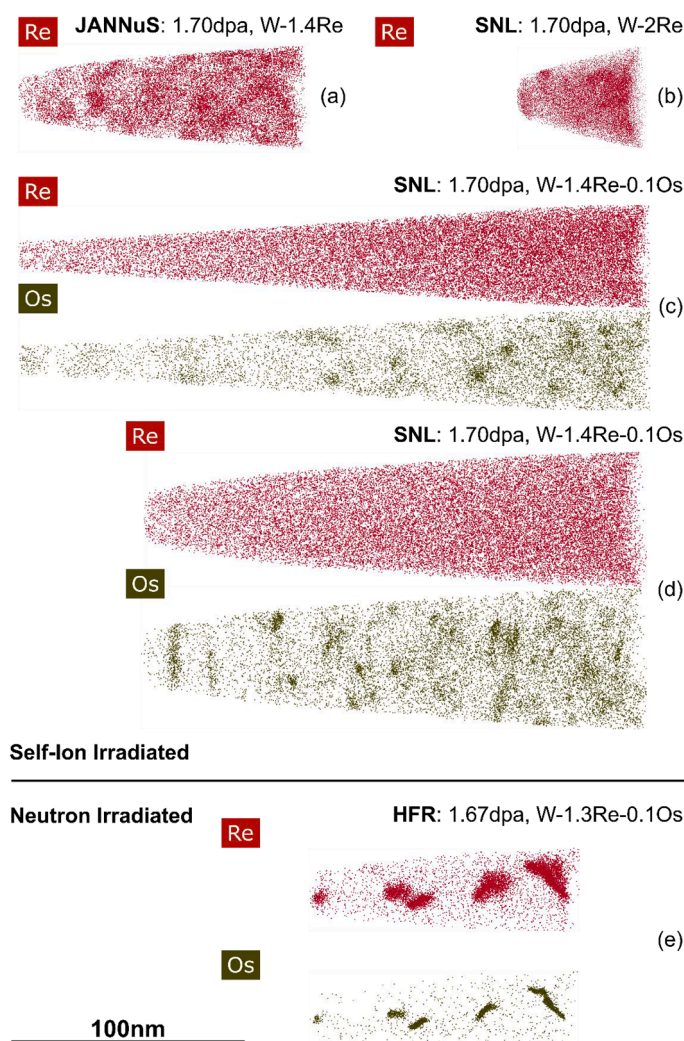 Re JANNuS: 1.70dpa, W-1.4Re
(a)
Re SNL: 1.70dpa, W-2Re
(b)
Re SNL: 1.70dpa, W-1.4Re-0.1Os
Os
(c)
Re SNL: 1.70dpa, W-1.4Re-0.1Os
Os
(d)
Self-Ion Irradiated
Neutron Irradiated
Re HFR: 1.67dpa, W-1.3Re-0.1Os
(e)
Os
100nm